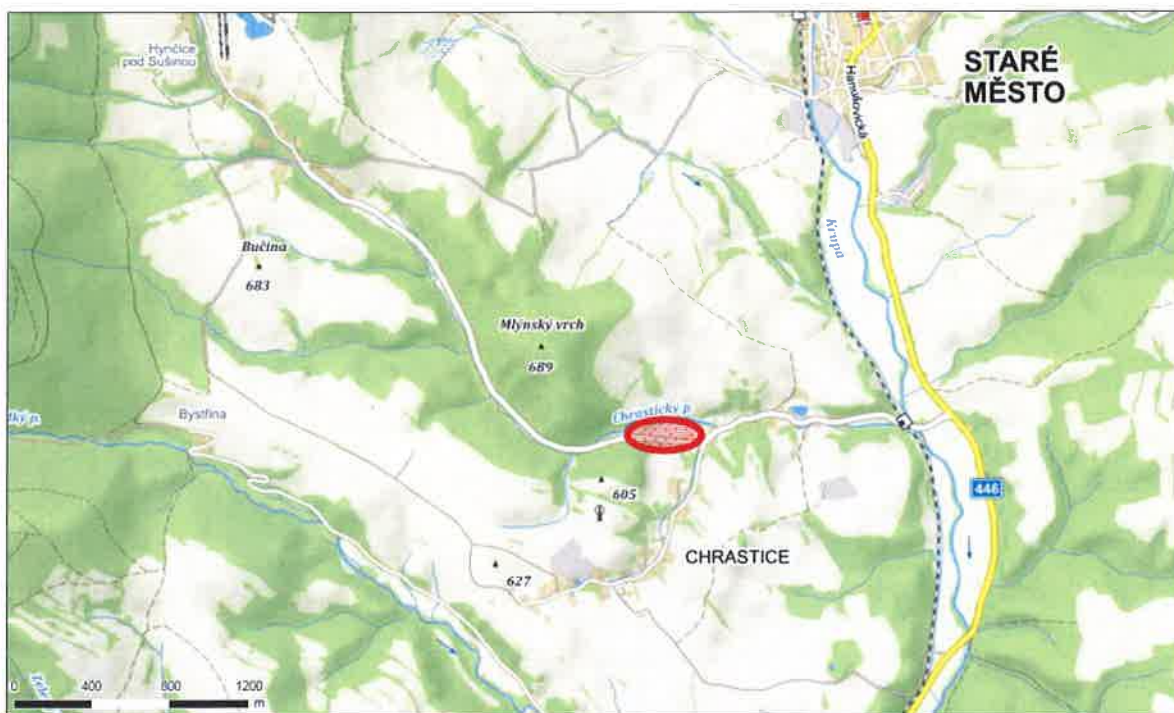 Hynčice
pod Sušinou
STARÉ
MĚSTO
Hanušovická
Krupa
Bučina
683
Mlýnský vrch
689
Chrastický p.
Bystřina
605
446
CHRASTICE
627
0 400 800 1200
m